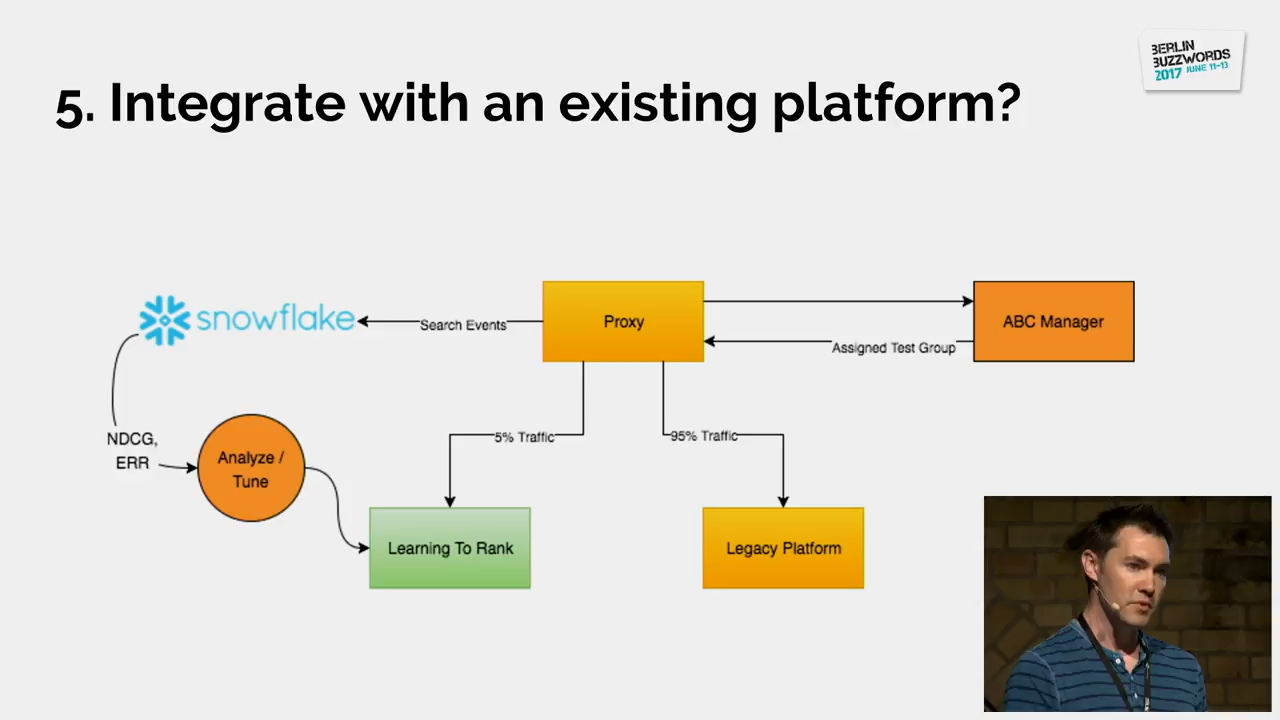 BERLIN
BUZZWORDS
2017 JUNE 11-13
5. Integrate with an existing platform?
snowflake
Search Events
Proxy
ABC Manager
Assigned Test Group
NDCG,
ERR
Analyze /
Tune
5% Traffic
95% Traffic
Learning To Rank
Legacy Platform